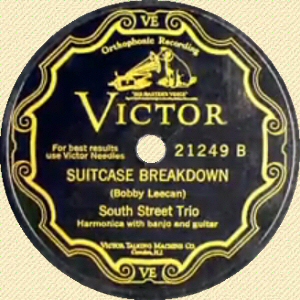 VE
Orthophonic Recording
"HIS MASTER'S VOICE"
VICTOR
For best results
use Victor Needles
21249 B
SUITCASE BREAKDOWN
(Bobby Leecan)
South Street Trio
Harmonica with banjo and guitar
VICTOR TALKING MACHINE CO.
Camden, N.J.
VE